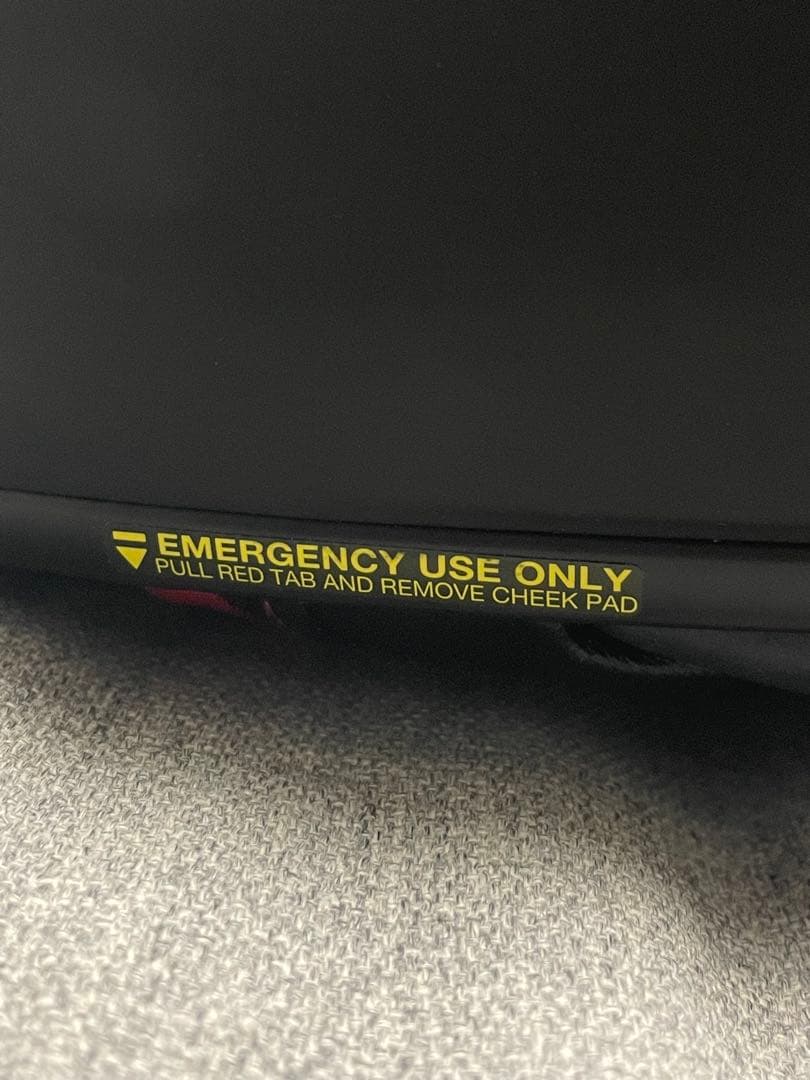 EMERGENCY USE ONLY
PULL RED TAB AND REMOVE CHEEK PAD